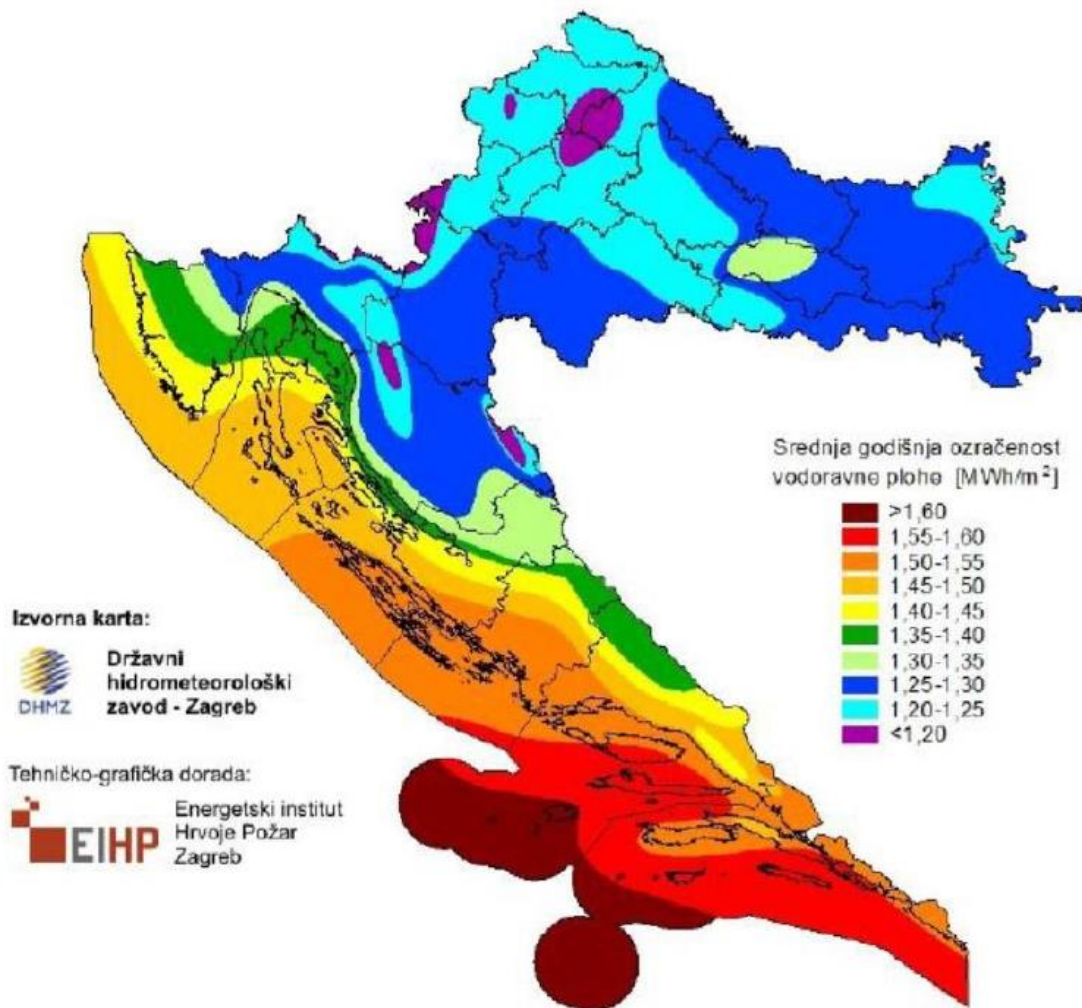 Srednja godišnja ozračenost
vodoravne plohe [MWh/m²]
>1,60
1,55-1,60
1,50-1,55
1,45-1,50
1,40-1,45
1,35-1,40
1,30-1,35
1,25-1,30
1,20-1,25
<1,20
Izvorna karta:
DHMZ
Državni
hidrometeorološki
zavod - Zagreb
Tehničko-grafička dorada:
EIHP
Energetski institut
Hrvoje Požar
Zagreb